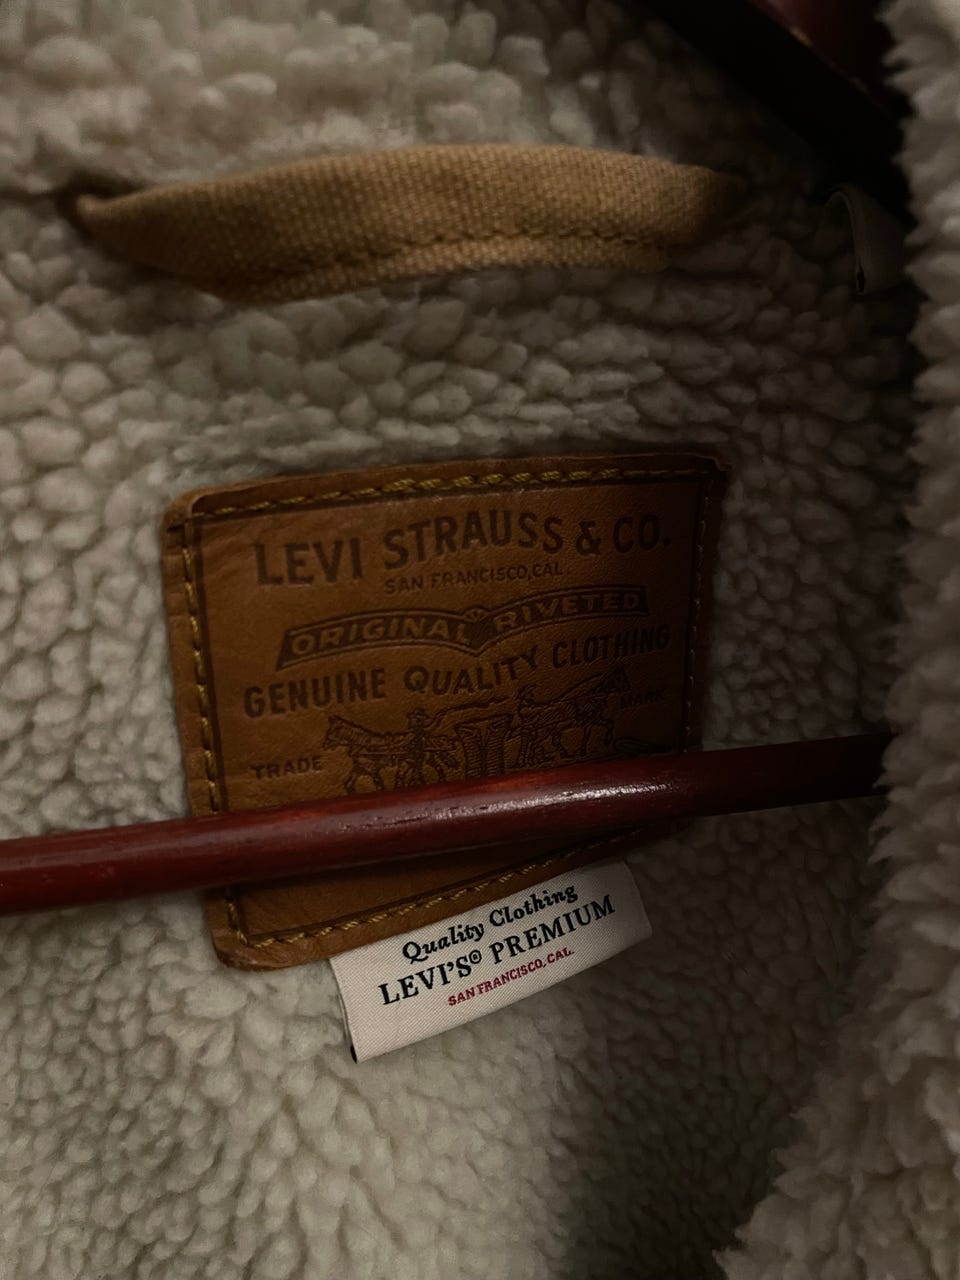 LEVI STRAUSS & CO.
SAN FRANCISCO, CAL.
ORIGINAL RIVETED
GENUINE QUALITY CLOTHING
TRADE MARK
Quality Clothing
LEVI'S® PREMIUM
SAN FRANCISCO, CAL.